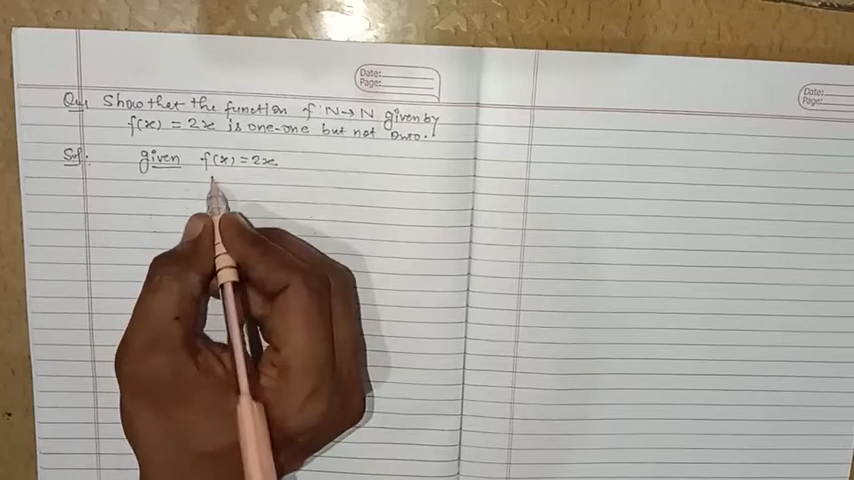 Date:
Page:
Date:
Page:
Que Show that the function f: N→N given by
f(x) = 2x is one-one but not onto.
Sol: given f(x) = 2x